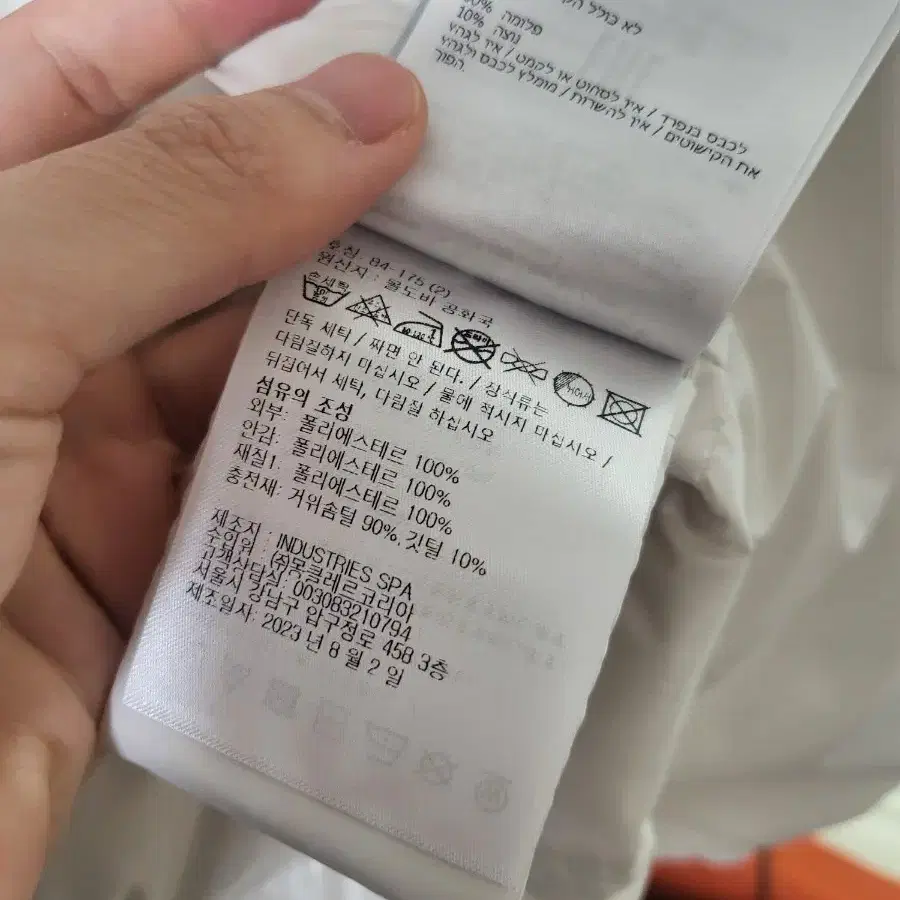 לא כולל
פלומה
10% נוצה
לכבס בנפרד / אין לסחוט או לקמט / אין לגהץ
את הקישוטים / אין להשרות / מומלץ לכבס ולגהץ
הפוך.
호칭: 84-175 (2)
원산지 : 몰도비 공화국
손세탁
단독 세탁 / 짜면 안 된다. / 장식류는
다림질하지 마십시오 / 물에 적시지 마십시오 /
뒤집어서 세탁, 다림질 하십시오
섬유의 조성
외부: 폴리에스테르 100%
안감: 폴리에스테르 100%
재질1: 폴리에스테르 100%
충전재: 거위솜털 90%, 깃털 10%
제조자 : INDUSTRIES SPA
수입원 : (주)몽클레르코리아
고객상담실: 003083210794
서울시 강남구 압구정로 458 3층
제조일자: 2023 년 8 월 2 일